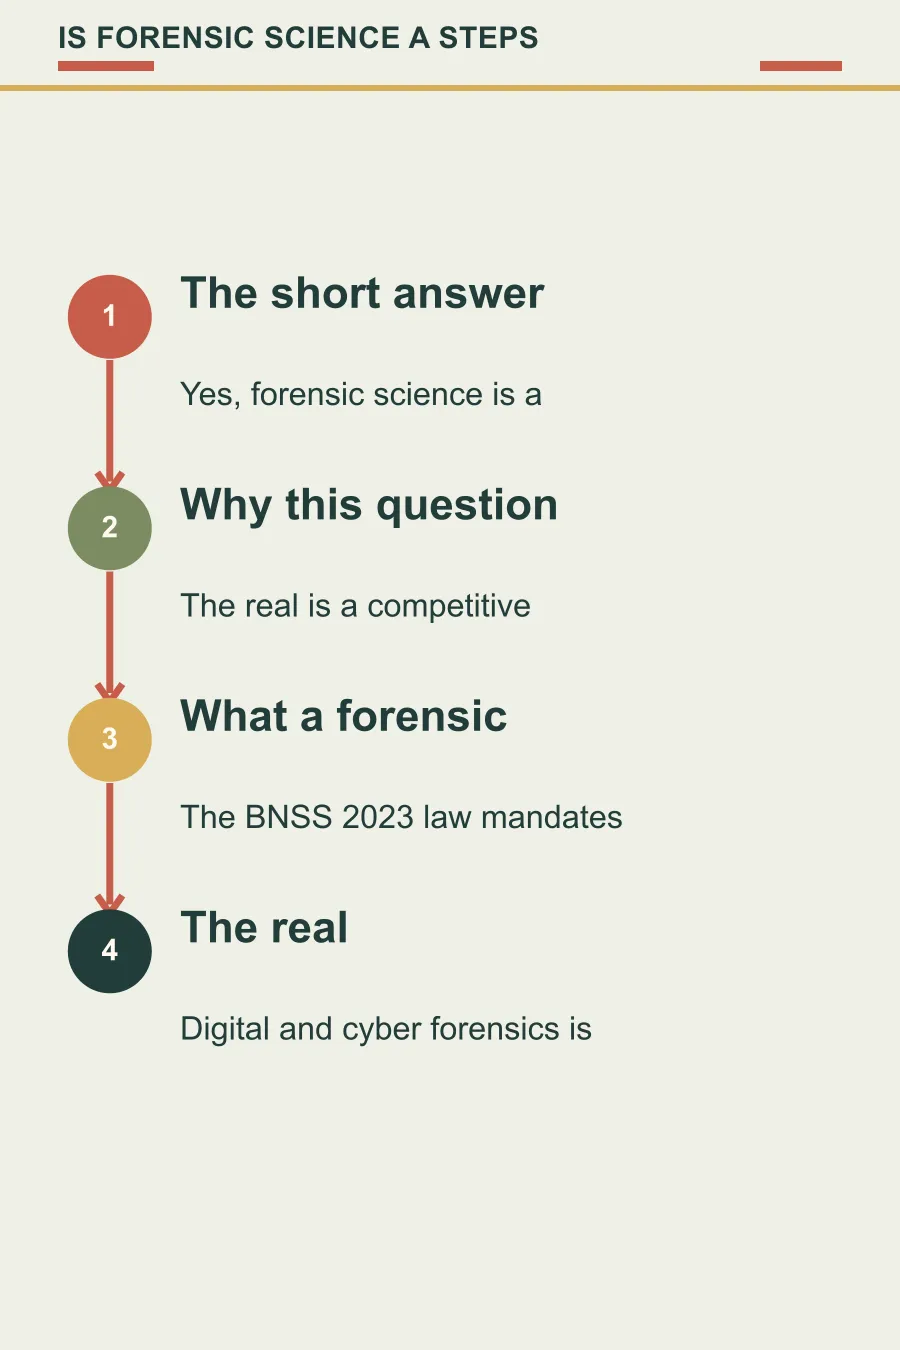 IS FORENSIC SCIENCE A STEPS
1
The short answer
Yes, forensic science is a
2
Why this question
The real is a competitive
3
What a forensic
The BNSS 2023 law mandates
4
The real
Digital and cyber forensics is